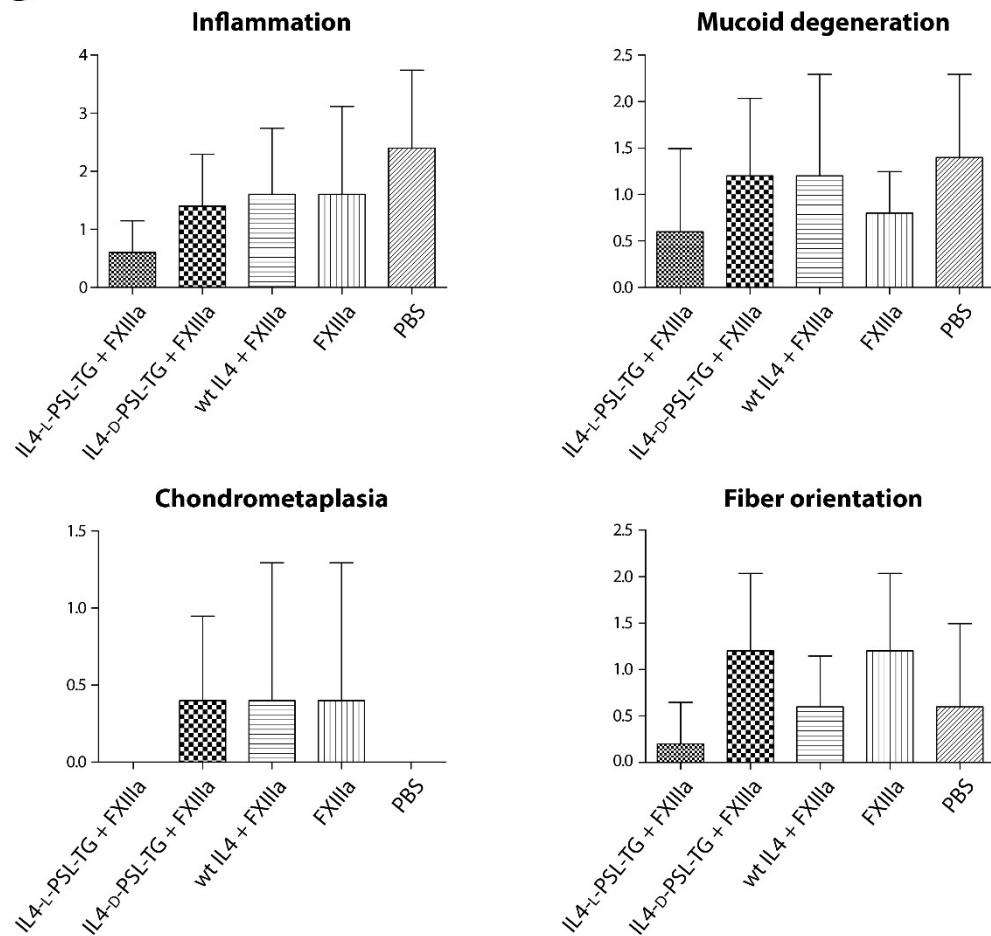 Inflammation
4
3
2
1
0
IL4-L-PSL-TG + FXIIIa
IL4-D-PSL-TG + FXIIIa
wt IL4 + FXIIIa
FXIIIa
PBS
Mucoid degeneration
2.5
2.0
1.5
1.0
0.5
0.0
IL4-L-PSL-TG + FXIIIa
IL4-D-PSL-TG + FXIIIa
wt IL4 + FXIIIa
FXIIIa
PBS
Chondrometaplasia
1.5
1.0
0.5
0.0
IL4-L-PSL-TG + FXIIIa
IL4-D-PSL-TG + FXIIIa
wt IL4 + FXIIIa
FXIIIa
PBS
Fiber orientation
2.5
2.0
1.5
1.0
0.5
0.0
IL4-L-PSL-TG + FXIIIa
IL4-D-PSL-TG + FXIIIa
wt IL4 + FXIIIa
FXIIIa
PBS